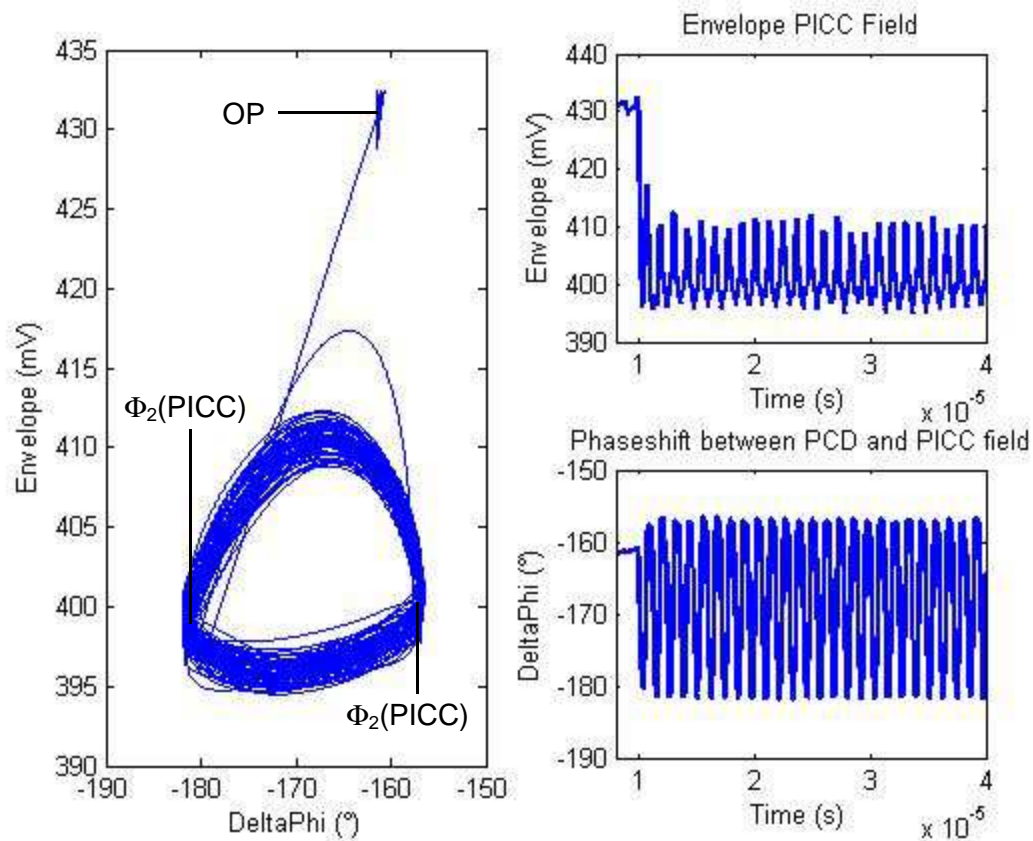 435
430
425
420
415
410
405
400
395
390
-190
-180
-170
-160
-150
Envelope (mV)
DeltaPhi (º)
OP
Φ2(PICC)
Φ2(PICC)
Envelope PICC Field
440
430
420
410
400
390
Envelope (mV)
1
2
3
4
Time (s)
x 10-5
Phaseshift between PCD and PICC field
-150
-160
-170
-180
-190
DeltaPhi (º)
1
2
3
4
Time (s)
x 10-5